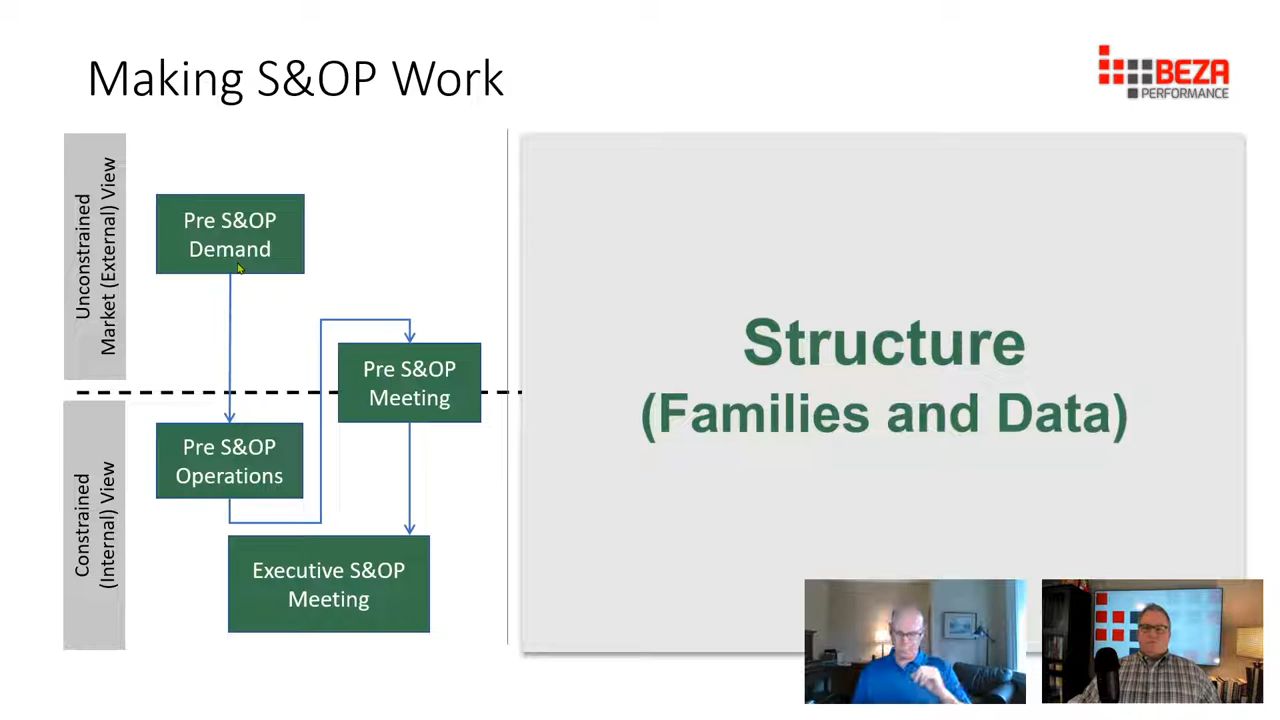 Making S&OP Work
BEZA
PERFORMANCE
Unconstrained
Market (External) View
Pre S&OP
Demand
Pre S&OP
Meeting
Structure
(Families and Data)
Constrained
(Internal) View
Pre S&OP
Operations
Executive S&OP
Meeting